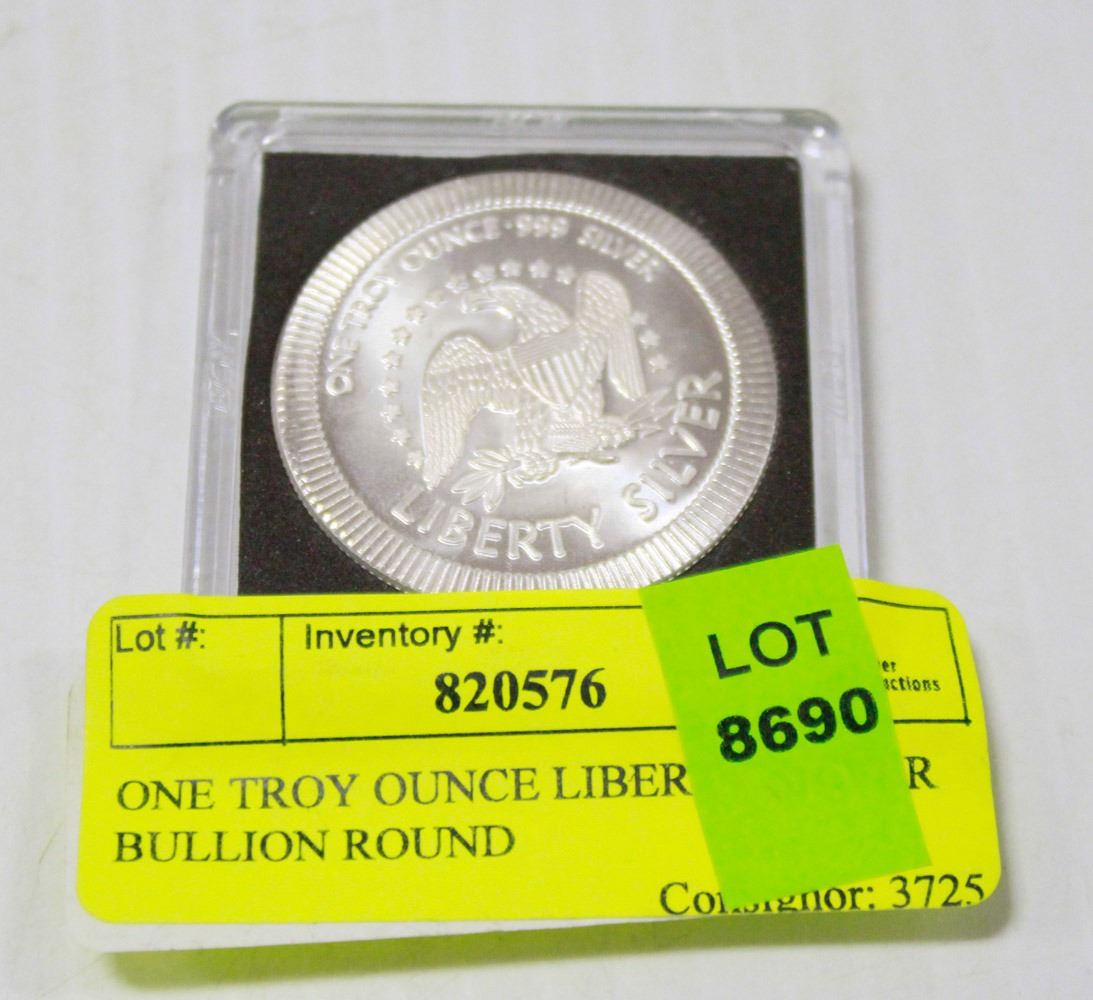 ONE TROY OUNCE 999 SILVER
LIBERTY SILVER
Lot #:
Inventory #:
820576
LOT
8690
ONE TROY OUNCE
BULLION ROUND
Consignor: 3725